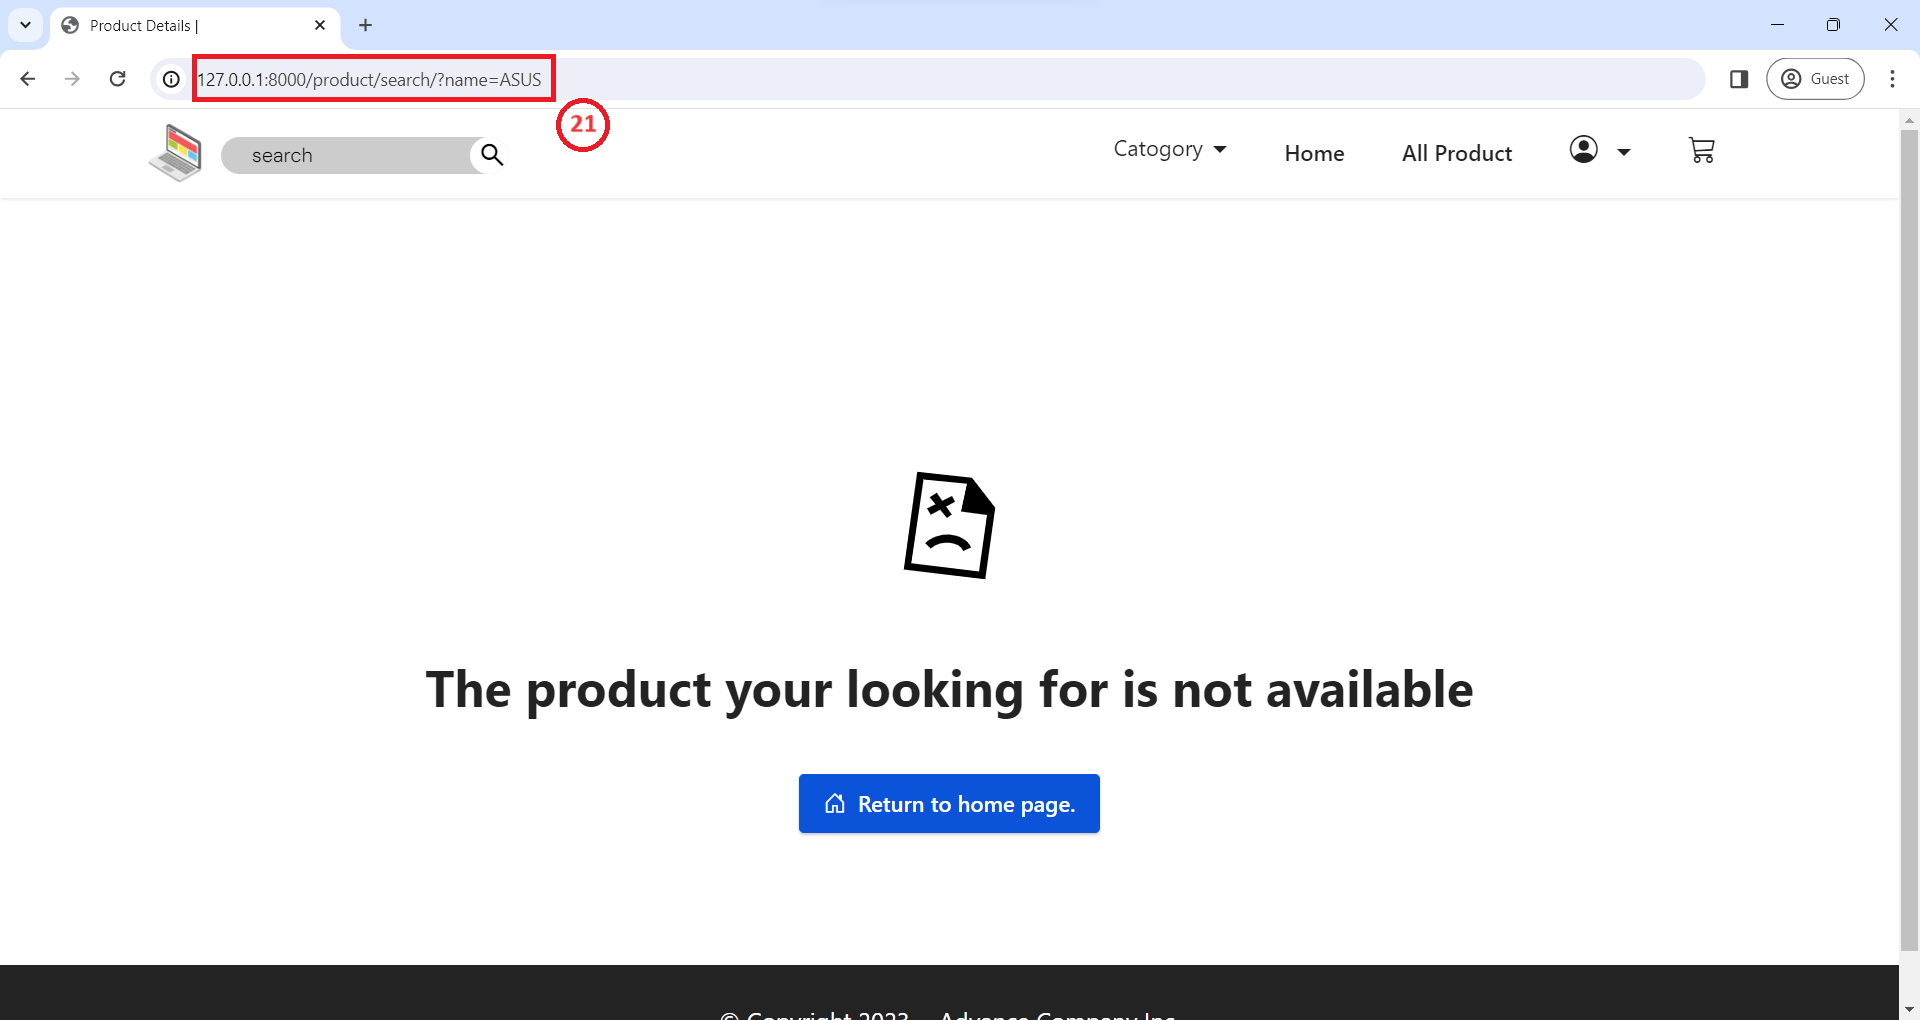 Product Details |
127.0.0.1:8000/product/search/?name=ASUS
Guest
21
search
Catogory
Home
All Product
The product your looking for is not available
Return to home page.
© Copyright 2023 Advance Company Inc